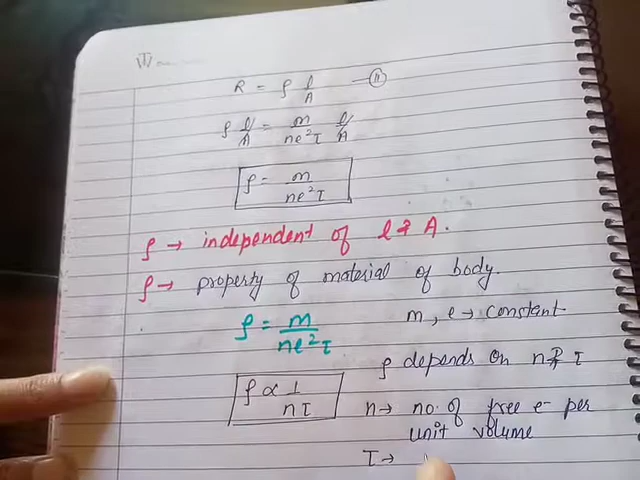 R = ρ l/A —(11)
ρ l/A = m/ne²τ l/A
ρ = m/ne²τ
ρ → independent of l & A.
ρ → property of material of body.
m, e → constant
ρ = m/ne²τ
ρ depends on n & τ
ρ ∝ 1/nτ
n → no. of free e- per
unit volume
τ →